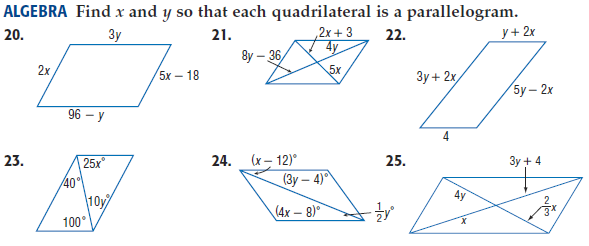 ALGEBRA Find x and y so that each quadrilateral is a parallelogram.
20.
3y
2x
5x – 18
96 – y
21.
2x + 3
8y – 36
4y
5x
22.
y + 2x
3y + 2x
5y – 2x
4
23.
25x°
40°
10y°
100°
24.
(x – 12)°
(3y – 4)°
(4x – 8)°
1/2 y°
25.
3y + 4
4y
2/3 x
x